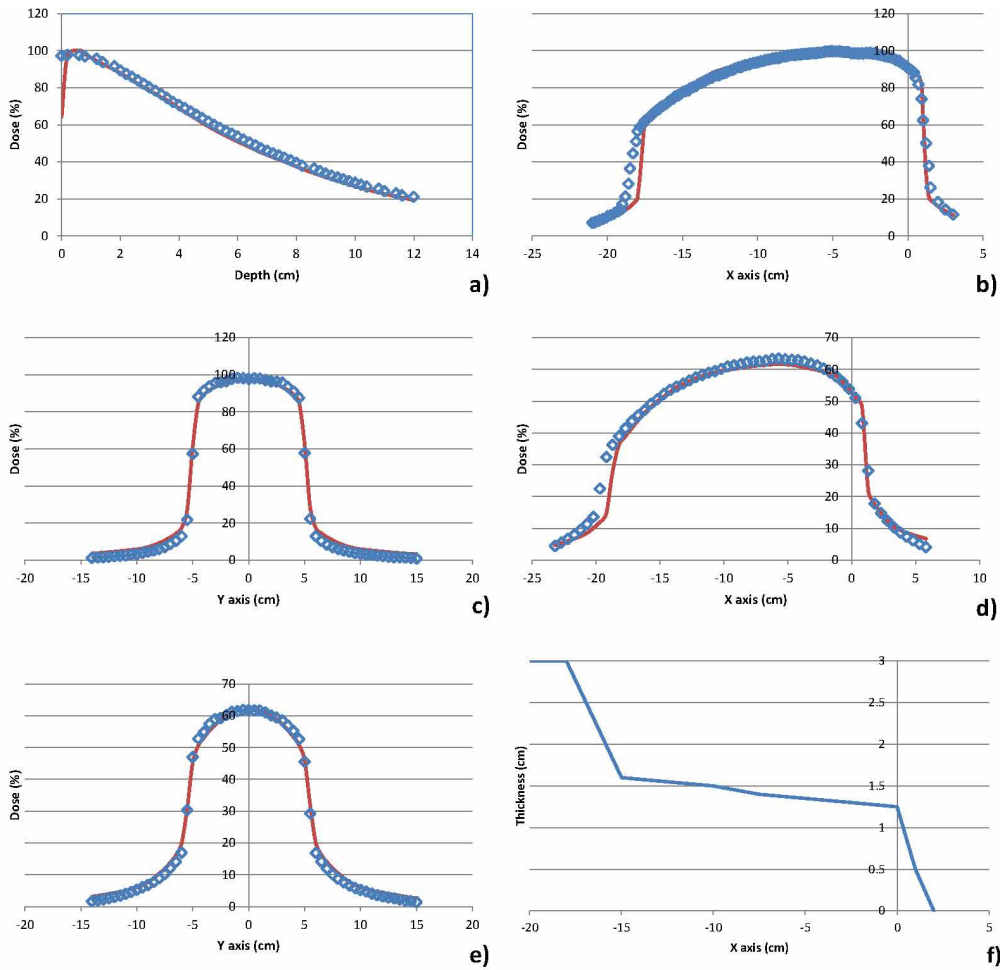 120
100
80
60
40
20
0
Dose (%)
0 2 4 6 8 10 12 14
Depth (cm)
a)
120
100
80
60
40
20
0
Dose (%)
-25 -20 -15 -10 -5 0 5
X axis (cm)
b)
120
100
80
60
40
20
0
Dose (%)
-20 -15 -10 -5 0 5 10 15 20
Y axis (cm)
c)
70
60
50
40
30
20
10
0
Dose (%)
-25 -20 -15 -10 -5 0 5 10
X axis (cm)
d)
70
60
50
40
30
20
10
0
Dose (%)
-20 -15 -10 -5 0 5 10 15 20
Y axis (cm)
e)
3
2.5
2
1.5
1
0.5
0
Thickness (cm)
-20 -15 -10 -5 0 5
X axis (cm)
f)